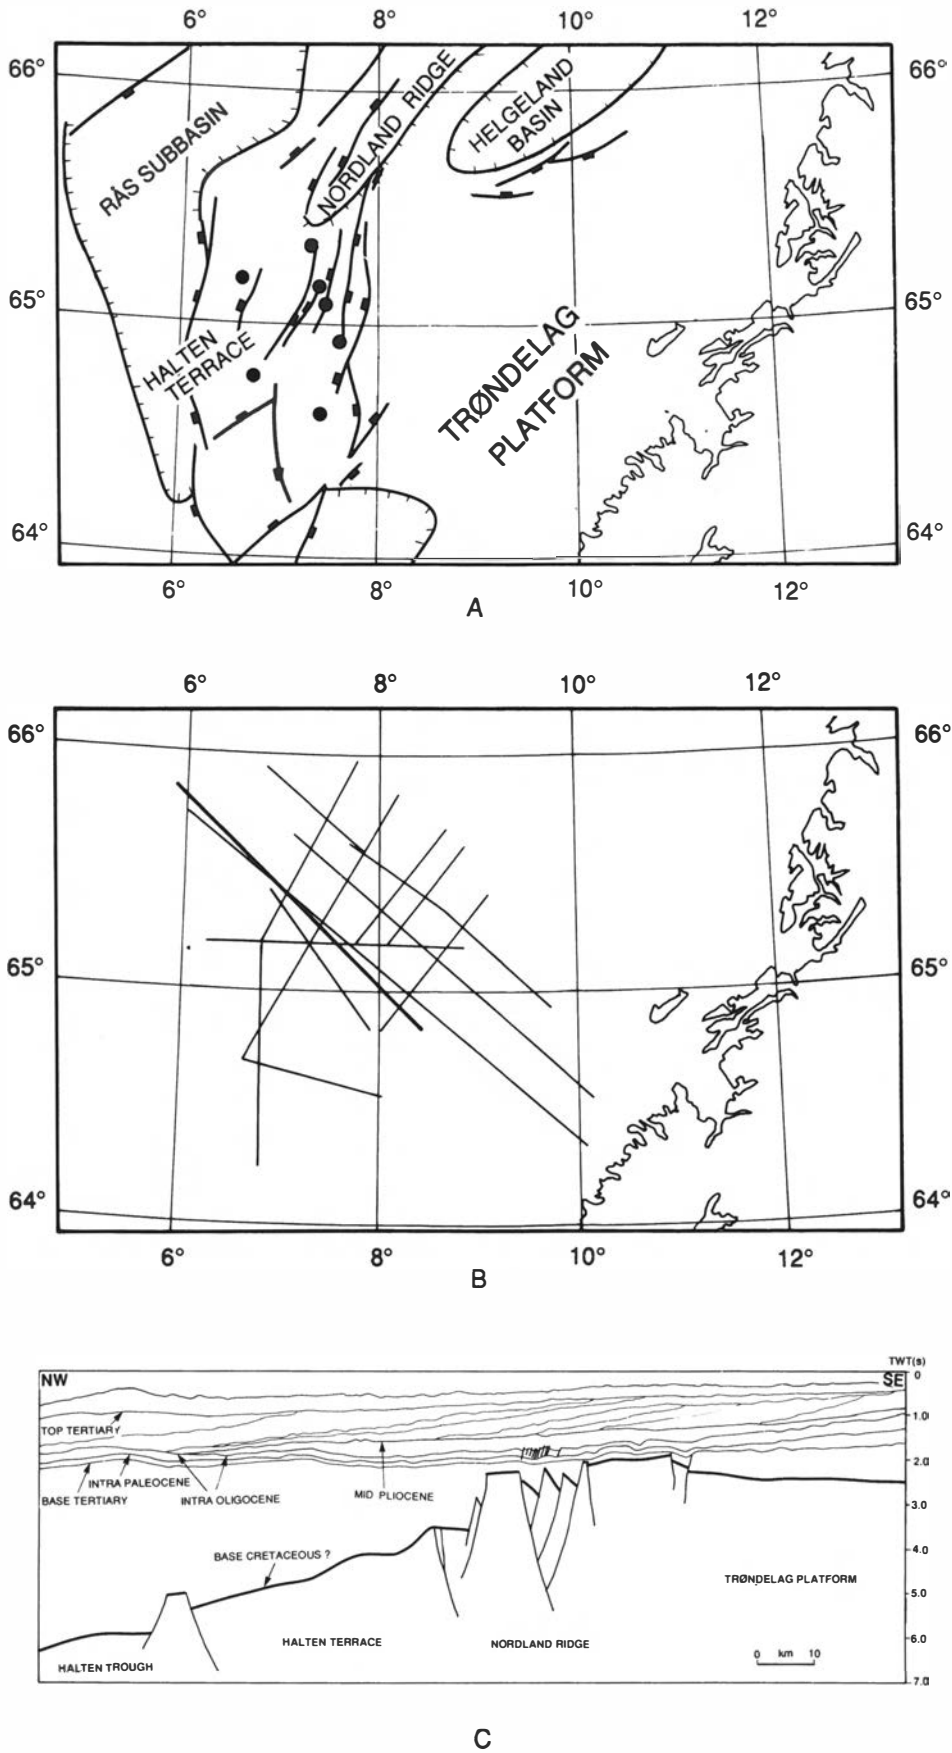 6° 8° 10° 12°
66° 66°
RÅS SUBBASIN
NORDLAND RIDGE
HELGELAND
BASIN
65° 65°
HALTEN
TERRACE
TRØNDELAG
PLATFORM
64° 64°
6° 8° 10° 12°
A
6° 8° 10° 12°
66° 66°
65° 65°
64° 64°
6° 8° 10° 12°
B
TWT(s)
NW SE 0
TOP TERTIARY 1.0
INTRA PALEOCENE 2.0
BASE TERTIARY INTRA OLIGOCENE MID PLIOCENE
3.0
4.0
BASE CRETACEOUS ?
TRØNDELAG PLATFORM
5.0
HALTEN TERRACE NORDLAND RIDGE 6.0
HALTEN TROUGH 0 km 10
7.0
C